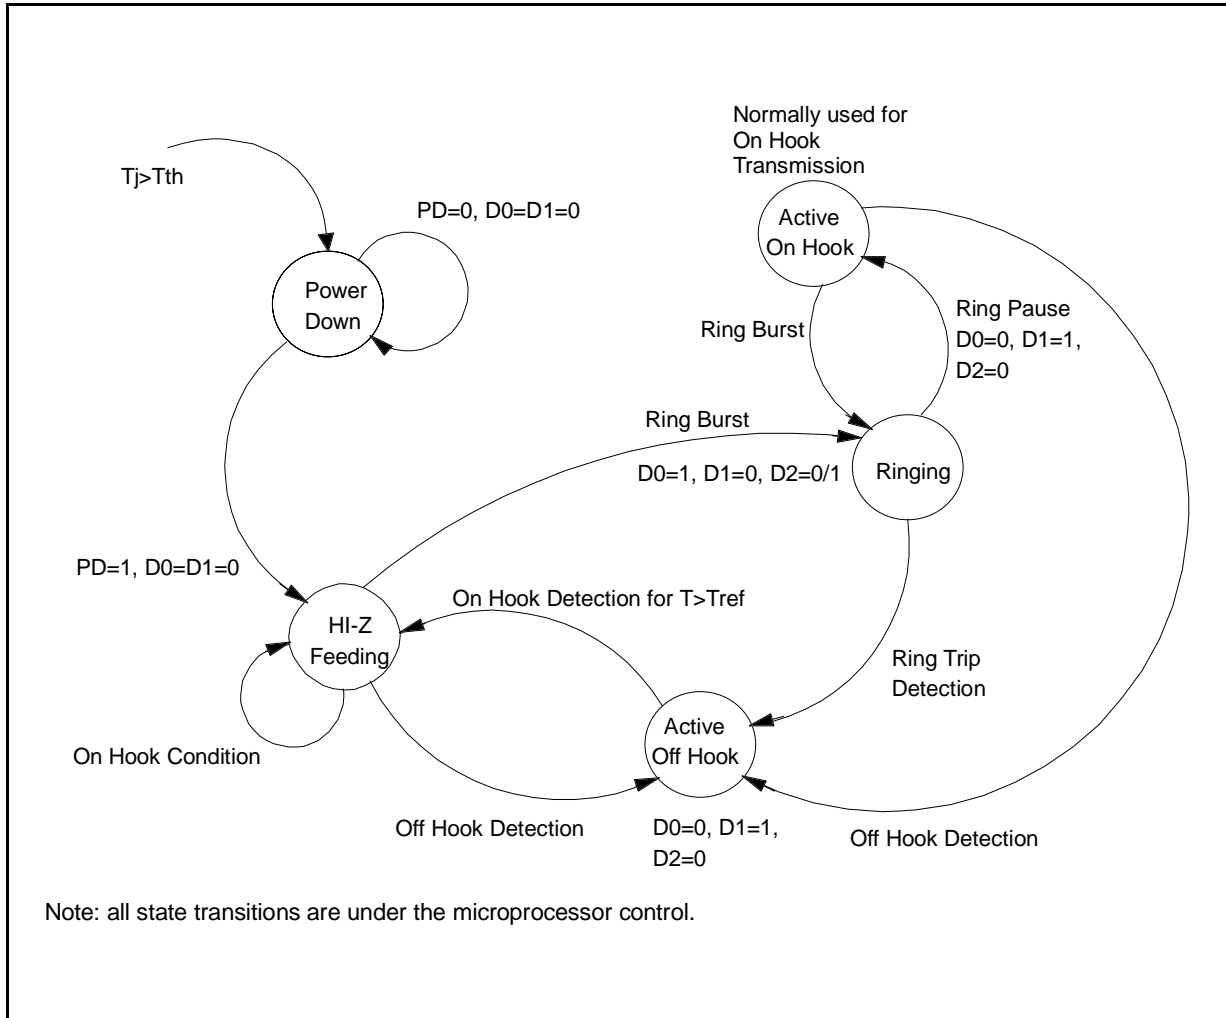 Normally used for
On Hook
Transmission
Tj>Tth
PD=0, D0=D1=0
Active
On Hook
Power
Down
Ring Burst
Ring Pause
D0=0, D1=1,
D2=0
Ring Burst
D0=1, D1=0, D2=0/1
Ringing
PD=1, D0=D1=0
On Hook Detection for T>Tref
HI-Z
Feeding
Ring Trip
Detection
Active
Off Hook
On Hook Condition
Off Hook Detection
D0=0, D1=1,
D2=0
Off Hook Detection
Note: all state transitions are under the microprocessor control.